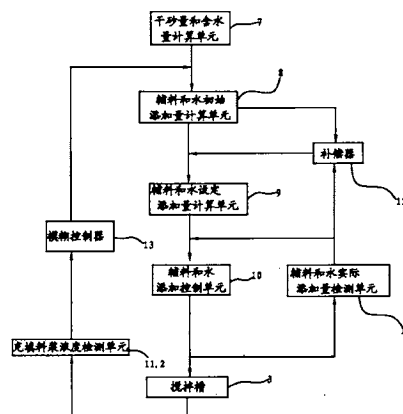 干砂量和含水
量计算单元
7
辅料和水初始
添加量计算单元
8
补偿器
12
辅料和水设定
添加量计算单元
9
模糊控制器
13
辅料和水
添加控制单元
10
辅料和水实际
添加量检测单元
充填料浆浓度检测单元
11,2
搅拌槽
3